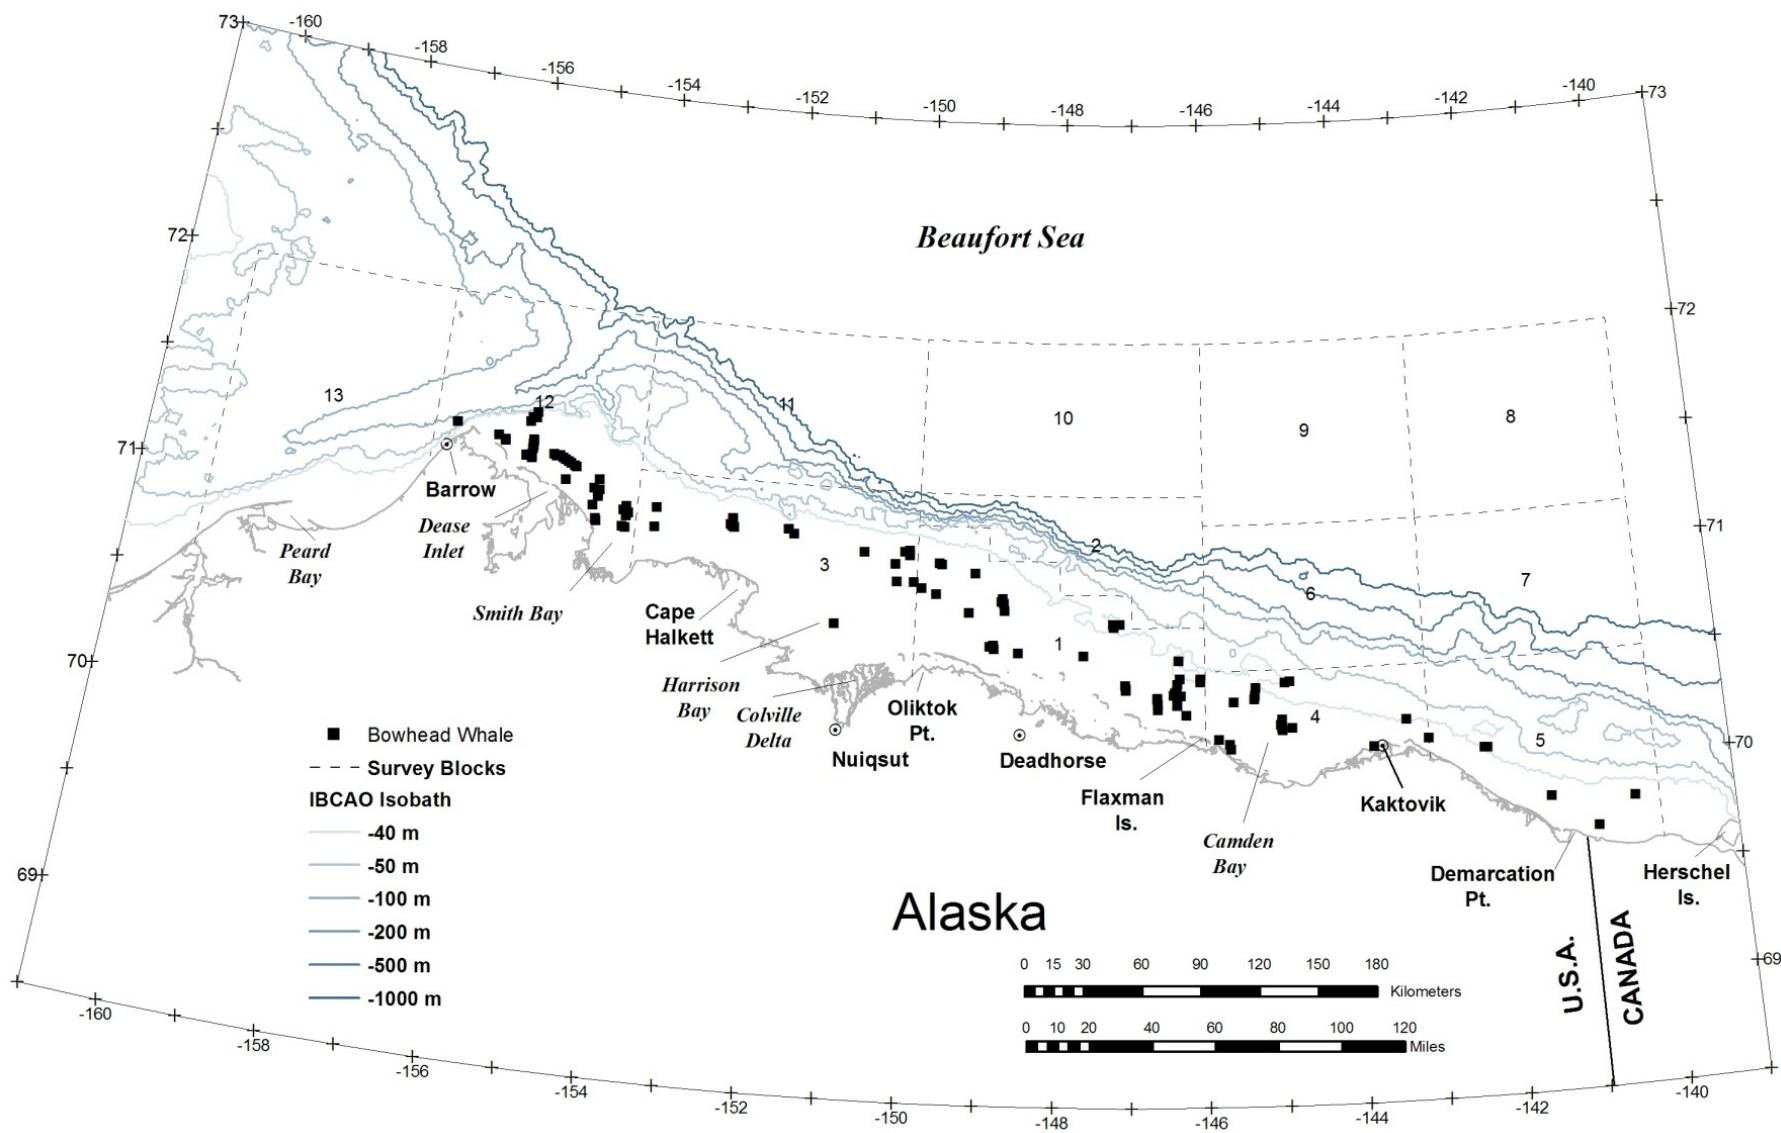 73
-160
-158
-156
-154
-152
-150
-148
-146
-144
-142
-140
73
72
Beaufort Sea
72
13
12
11
10
9
8
71
71
Barrow
Dease
Inlet
Peard
Bay
Smith Bay
Cape
Halkett
3
2
6
7
1
70
Harrison
Bay
Colville
Delta
Oliktok
Pt.
4
5
70
Nuiqsut
Deadhorse
Flaxman
Is.
Kaktovik
Camden
Bay
Demarcation
Pt.
Herschel
Is.
Bowhead Whale
Survey Blocks
IBCAO Isobath
-40 m
-50 m
-100 m
-200 m
-500 m
-1000 m
69
Alaska
U.S.A.
CANADA
69
0 15 30 60 90 120 150 180
Kilometers
0 10 20 40 60 80 100 120
Miles
-160
-158
-156
-154
-152
-150
-148
-146
-144
-142
-140